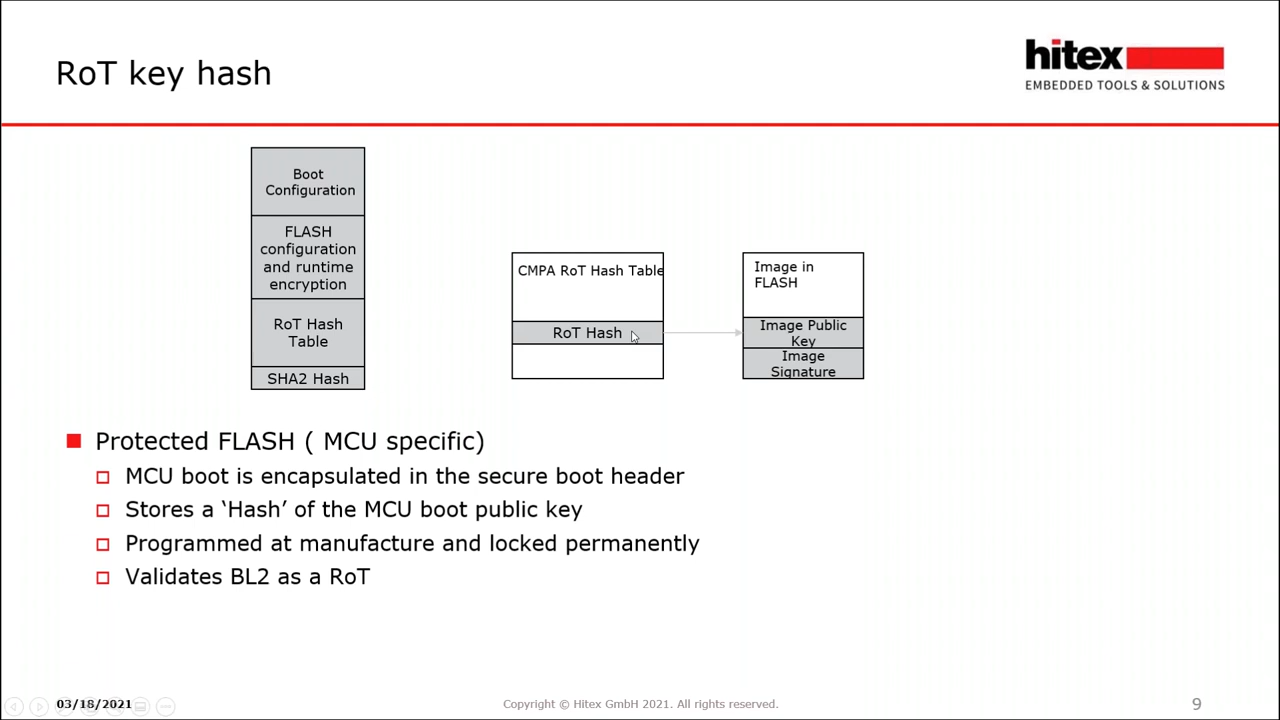 RoT key hash
hitex
EMBEDDED TOOLS & SOLUTIONS
Boot
Configuration
FLASH
configuration
and runtime
encryption
RoT Hash
Table
SHA2 Hash
CMPA RoT Hash Table
RoT Hash
Image in
FLASH
Image Public
Key
Image
Signature
Protected FLASH ( MCU specific)
MCU boot is encapsulated in the secure boot header
Stores a ‘Hash’ of the MCU boot public key
Programmed at manufacture and locked permanently
Validates BL2 as a RoT
03/18/2021
Copyright © Hitex GmbH 2021. All rights reserved.
9